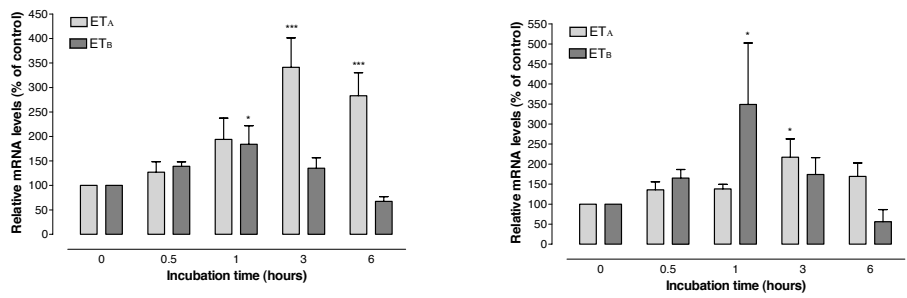 Relative mRNA levels (% of control)
450
400
350
300
250
200
150
100
50
0
ETA
ETB
*
***
***
0 0.5 1 3 6
Incubation time (hours)
Relative mRNA levels (% of control)
550
500
450
400
350
300
250
200
150
100
50
0
ETA
ETB
*
*
0 0.5 1 3 6
Incubation time (hours)